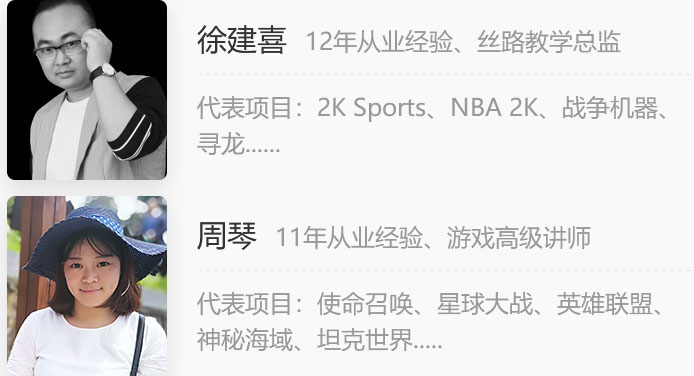 徐建喜 12年从业经验、丝路教学总监
代表项目：2K Sports、NBA 2K、战争机器、
寻龙......
周琴 11年从业经验、游戏高级讲师
代表项目：使命召唤、星球大战、英雄联盟、
神秘海域、坦克世界.....